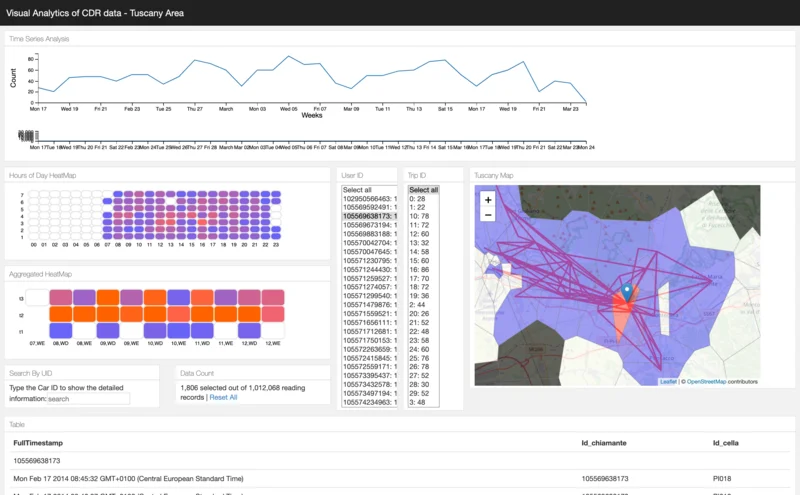 Visual Analytics of CDR data - Tuscany Area
Time Series Analysis
Count
80
60
40
20
0
Mon 17 Wed 19 Fri 21 Feb 23 Tue 25 Thu 27 March Mon 03 Wed 05 Fri 07 Mar 09 Tue 11 Thu 13 Sat 15 Mon 17 Wed 19 Fri 21 Mar 23
Weeks
Mon 17 Tue 18 Wed 19 Thu 20 Fri 21 Sat 22 Feb 23 Mon 24 Tue 25 Wed 26 Thu 27 Fri 28 March Mar 02 Mon 03 Tue 04 Wed 05 Thu 06 Fri 07 Sat 08 Mar 09 Mon 10 Tue 11 Wed 12 Thu 13 Fri 14 Sat 15 Mar 16 Mon 17 Tue 18 Wed 19 Thu 20 Fri 21 Sat 22 Mar 23 Mon 24
Hours of Day HeatMap
7
6
5
4
3
2
1
00 01 02 03 04 05 06 07 08 09 10 11 12 13 14 15 16 17 18 19 20 21 22 23
Aggregated HeatMap
t3
t2
t1
07,WE 08,WD 08,WE 09,WD 09,WE 10,WD 10,WE 11,WD 11,WE 12,WD 12,WE
Search By UID
Type the Car ID to show the detailed
information: search
Data Count
1,806 selected out of 1,012,068 reading
records | Reset All
User ID
Select all
102950566463: 1
105569592491: 1
105569638173: 1
105569673194: 1
105569883188: 1
105570042704: 1
105570047645: 1
105571230795: 1
105571244430: 1
105571259527: 1
105571274057: 1
105571299540: 1
105571479876: 1
105571559521: 1
105571656111: 1
105571712681: 1
105571750153: 1
105572263659: 1
105572415845: 1
105572559171: 1
105573395437: 1
105573432578: 1
105573497194: 1
105574234963: 1
Trip ID
Select all
0: 28
1: 22
10: 78
11: 72
12: 60
13: 32
14: 58
15: 60
16: 86
17: 70
18: 72
19: 36
2: 44
20: 26
21: 52
22: 48
23: 58
24: 60
25: 76
26: 78
27: 52
28: 30
29: 52
3: 48
Tuscany Map
+
−
Leaflet | © OpenStreetMap contributors
Table
FullTimestamp Id_chiamante Id_cella
105569638173
Mon Feb 17 2014 08:45:32 GMT+0100 (Central European Standard Time) 105569638173 PI018